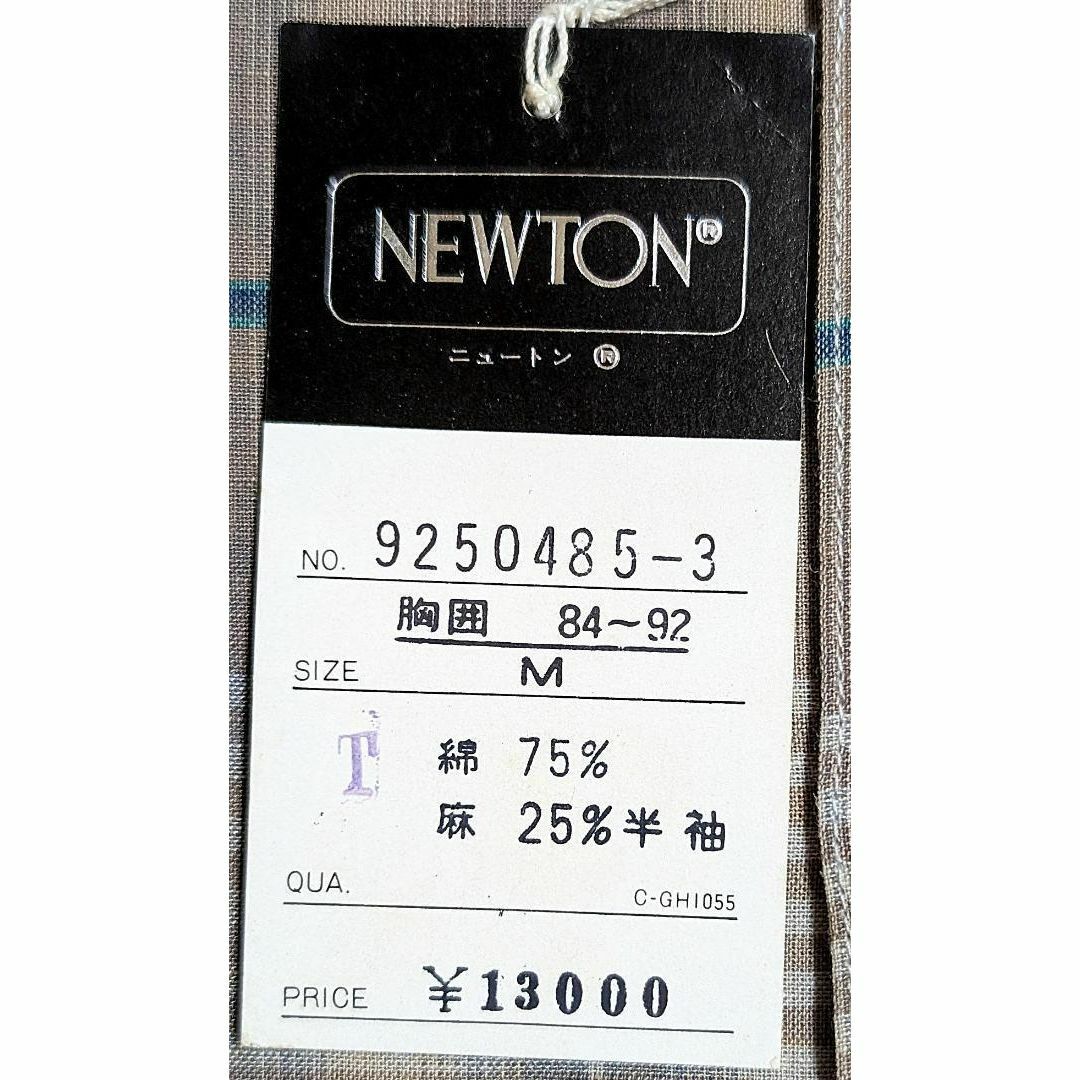 NEWTON®
ニュートン ®
NO. 9250485-3
胸囲 84~92
SIZE M
T 綿 75%
麻 25% 半袖
QUA. C-GH1055
PRICE ¥13000